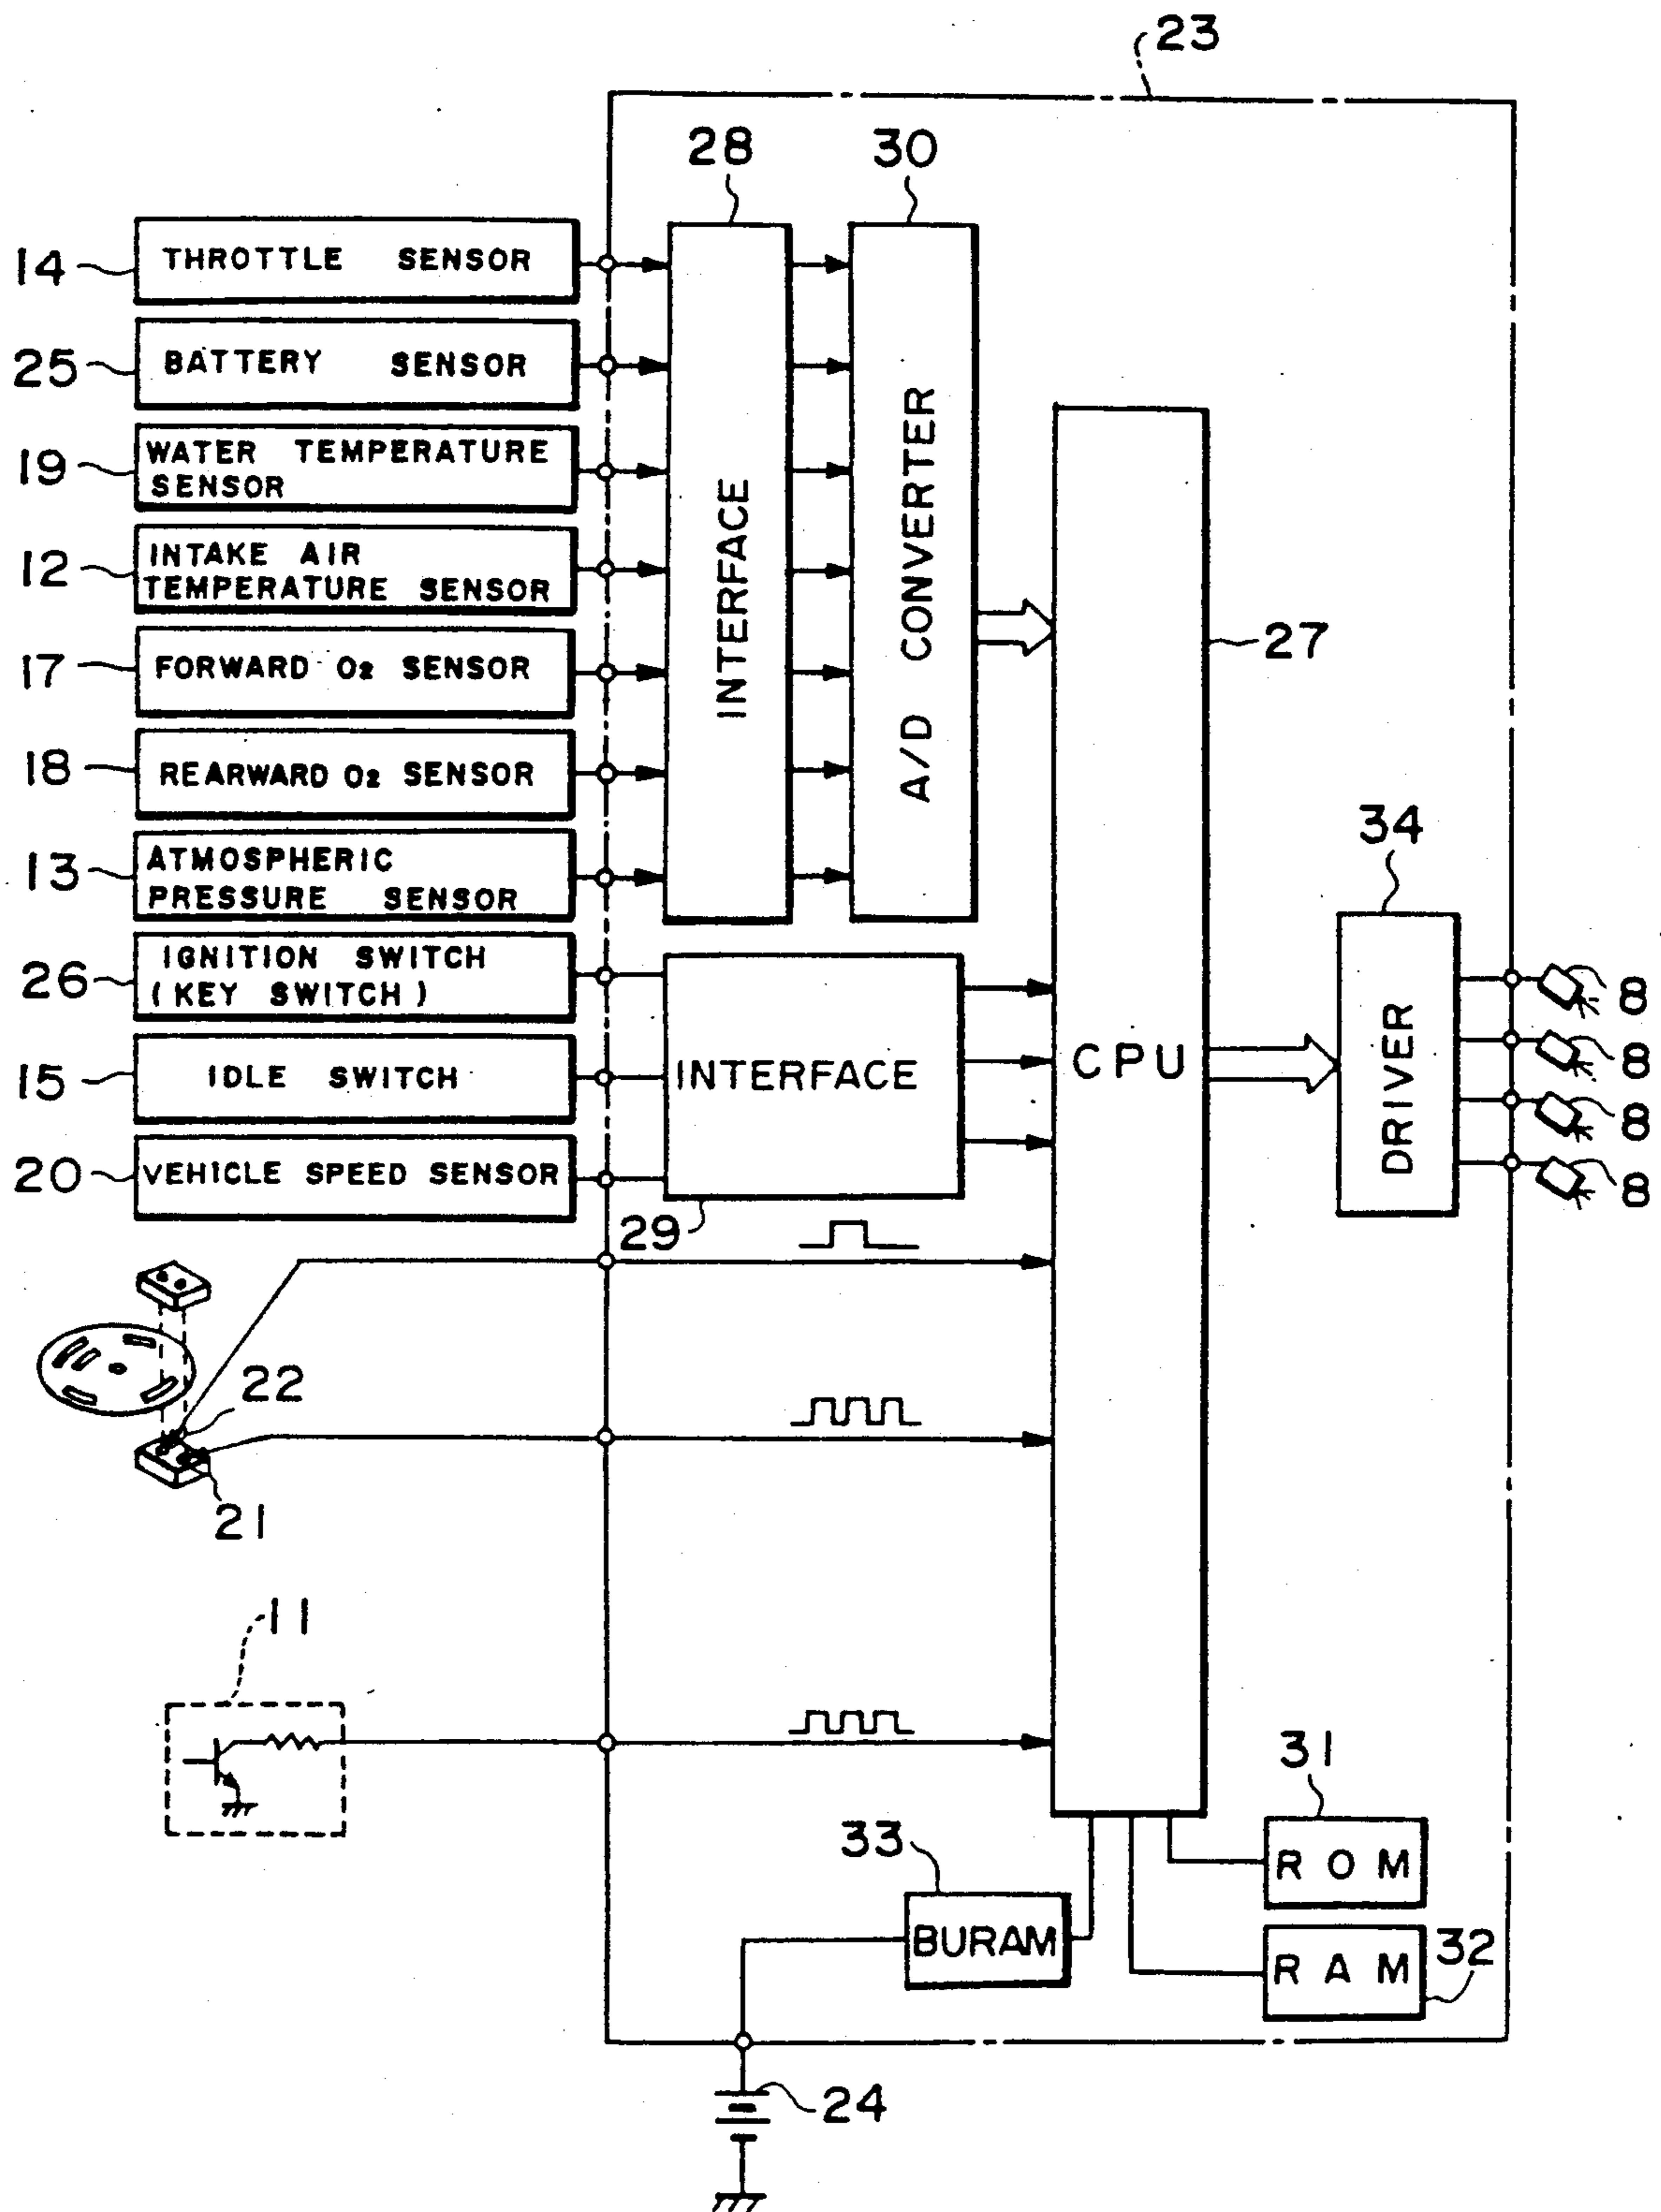 23
28
30
14 THROTTLE SENSOR
25 BATTERY SENSOR
19 WATER TEMPERATURE
SENSOR
12 INTAKE AIR
TEMPERATURE SENSOR
17 FORWARD O2 SENSOR
18 REARWARD O2 SENSOR
13 ATMOSPHERIC
PRESSURE SENSOR
26 IGNITION SWITCH
(KEY SWITCH)
15 IDLE SWITCH
20 VEHICLE SPEED SENSOR
INTERFACE
A/D CONVERTER
INTERFACE
29
CPU
27
34
DRIVER
8
8
8
8
22
21
11
31
ROM
33
BURAM
RAM
32
24